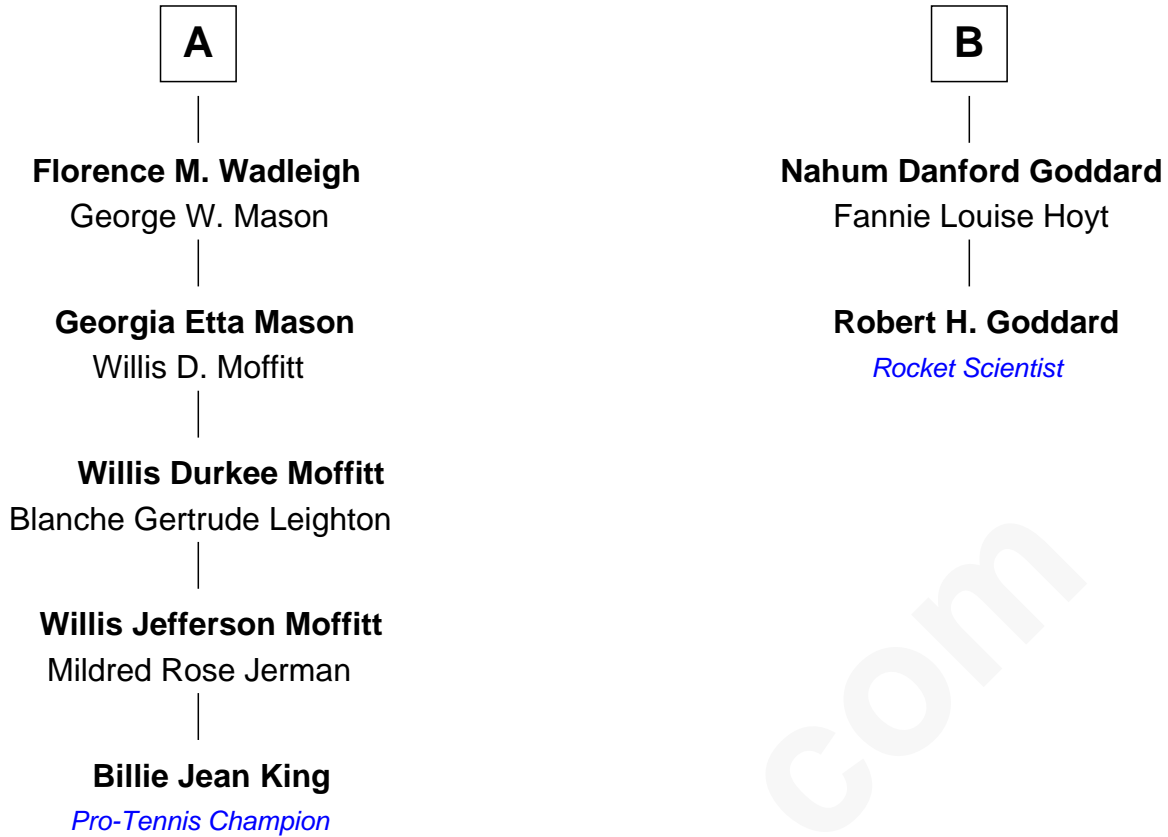 A
Florence M. Wadleigh
George W. Mason
Georgia Etta Mason
Willis D. Moffitt
Willis Durkee Moffitt
Blanche Gertrude Leighton
Willis Jefferson Moffitt
Mildred Rose Jerman
Billie Jean King
Pro-Tennis Champion
B
Nahum Danford Goddard
Fannie Louise Hoyt
Robert H. Goddard
Rocket Scientist
com